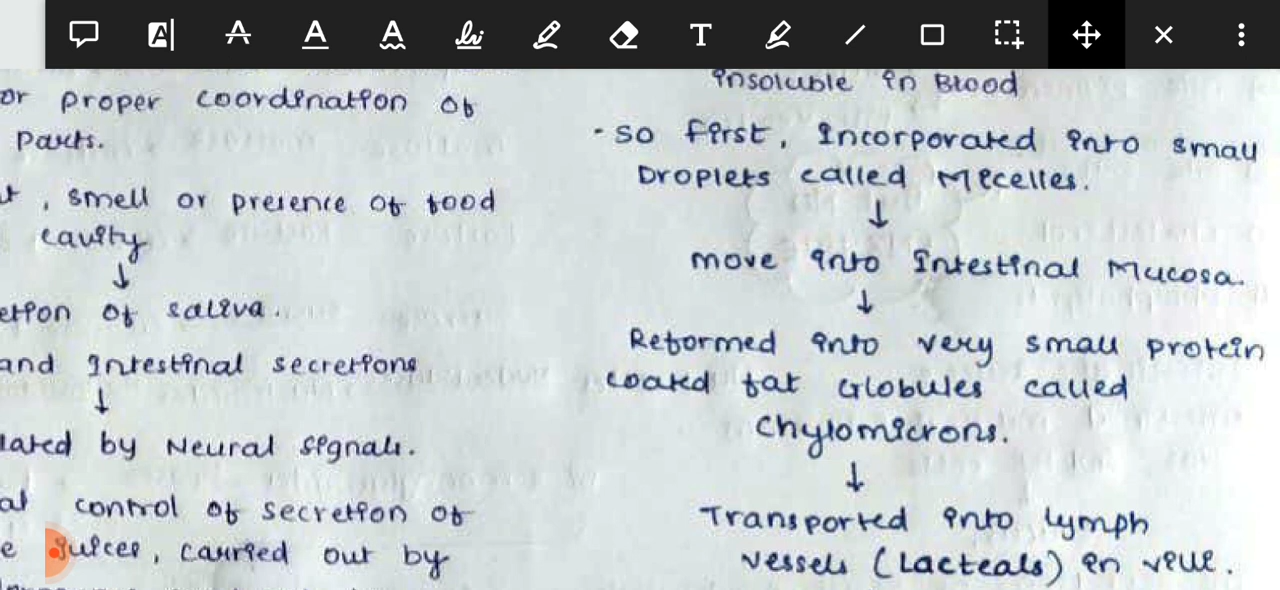 or proper coordination of
Parts.
, smell or presence of food
cavity
↓
of saliva.
and Intestinal secretions
↓
by Neural signals.
control of secretion of
Juices, carried out by
insoluble in Blood
- so first, Incorporated into small
Droplets called Micelles.
↓
move into Intestinal Mucosa.
↓
Reformed into very small protein
coated fat Globules called
Chylomicrons.
↓
Transported into lymph
vessels (Lacteals) in villi.